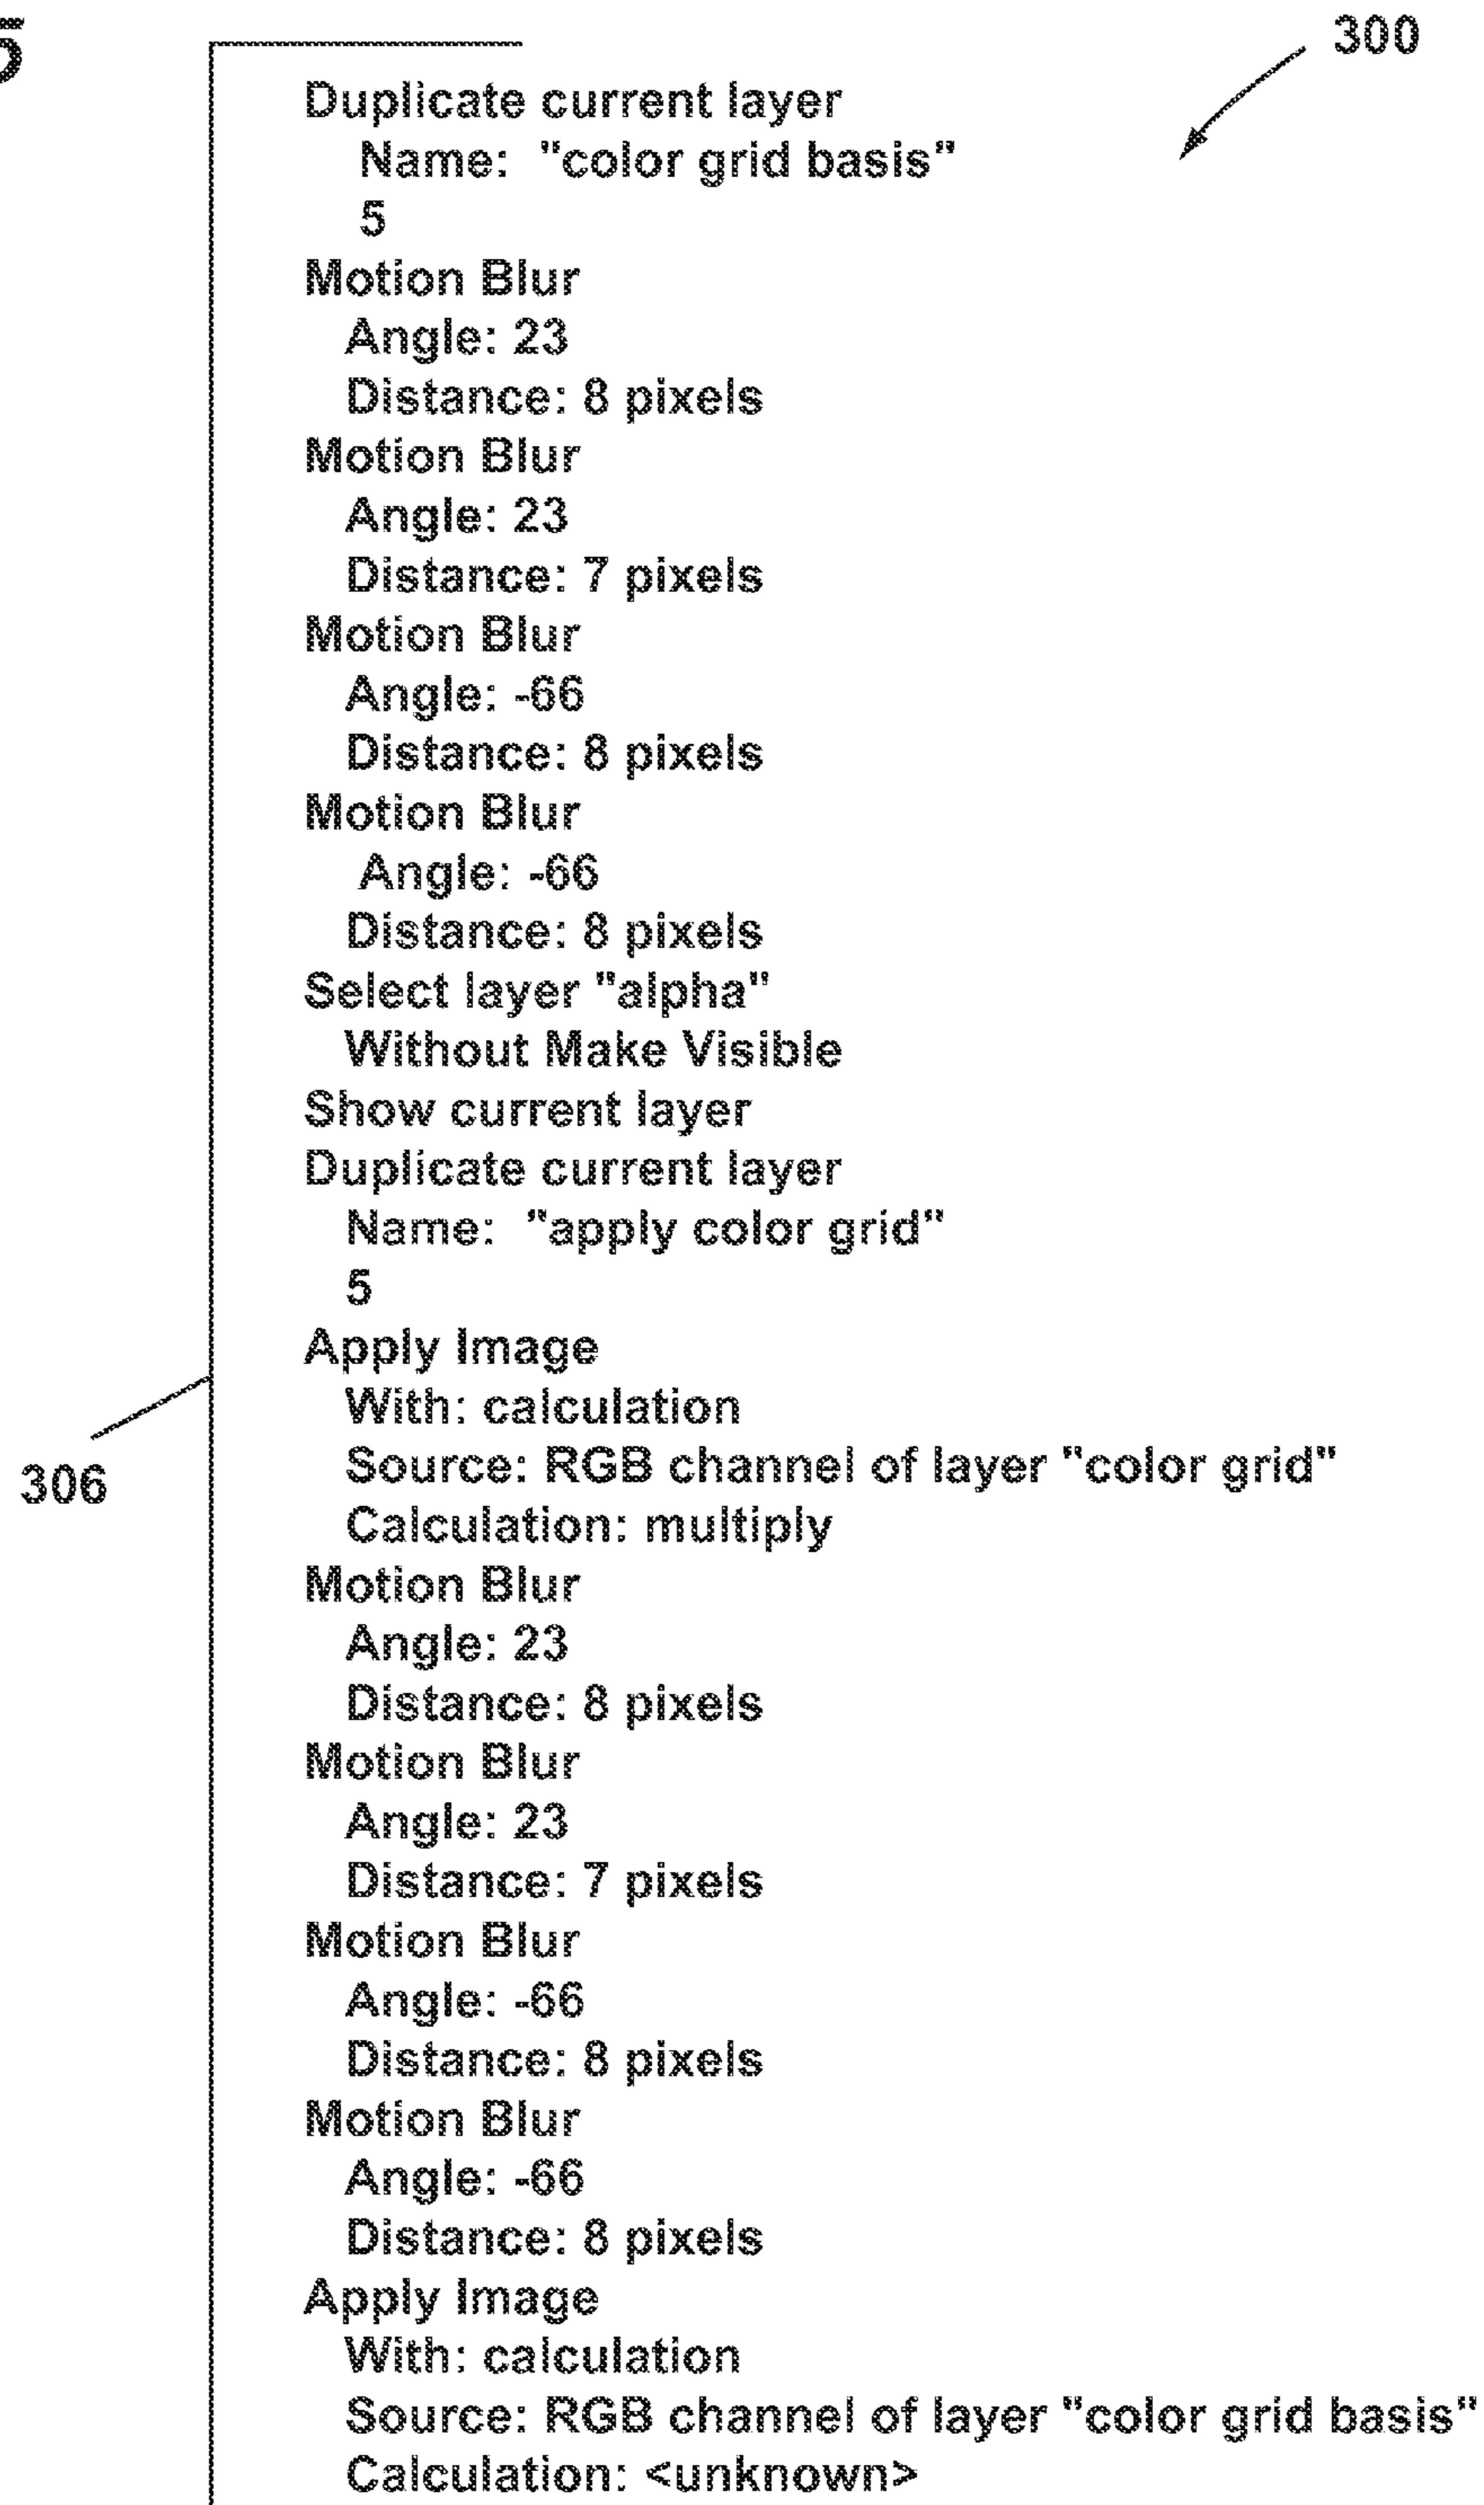 5
300
Duplicate current layer
Name: "color grid basis"
5
Motion Blur
Angle: 23
Distance: 8 pixels
Motion Blur
Angle: 23
Distance: 7 pixels
Motion Blur
Angle: -66
Distance: 8 pixels
Motion Blur
Angle: -66
Distance: 8 pixels
Select layer "alpha"
Without Make Visible
Show current layer
Duplicate current layer
Name: "apply color grid"
5
Apply Image
With: calculation
306
Source: RGB channel of layer "color grid"
Calculation: multiply
Motion Blur
Angle: 23
Distance: 8 pixels
Motion Blur
Angle: 23
Distance: 7 pixels
Motion Blur
Angle: -66
Distance: 8 pixels
Motion Blur
Angle: -66
Distance: 8 pixels
Apply Image
With: calculation
Source: RGB channel of layer "color grid basis"
Calculation: <unknown>